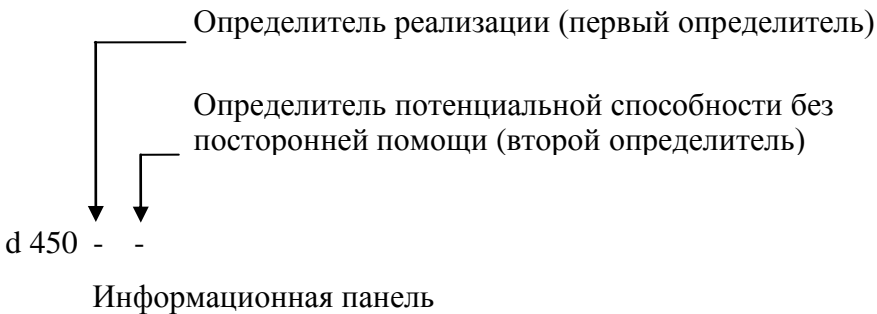 Определитель реализации (первый определитель)
Определитель потенциальной способности без
посторонней помощи (второй определитель)
d 450 - -
Информационная панель